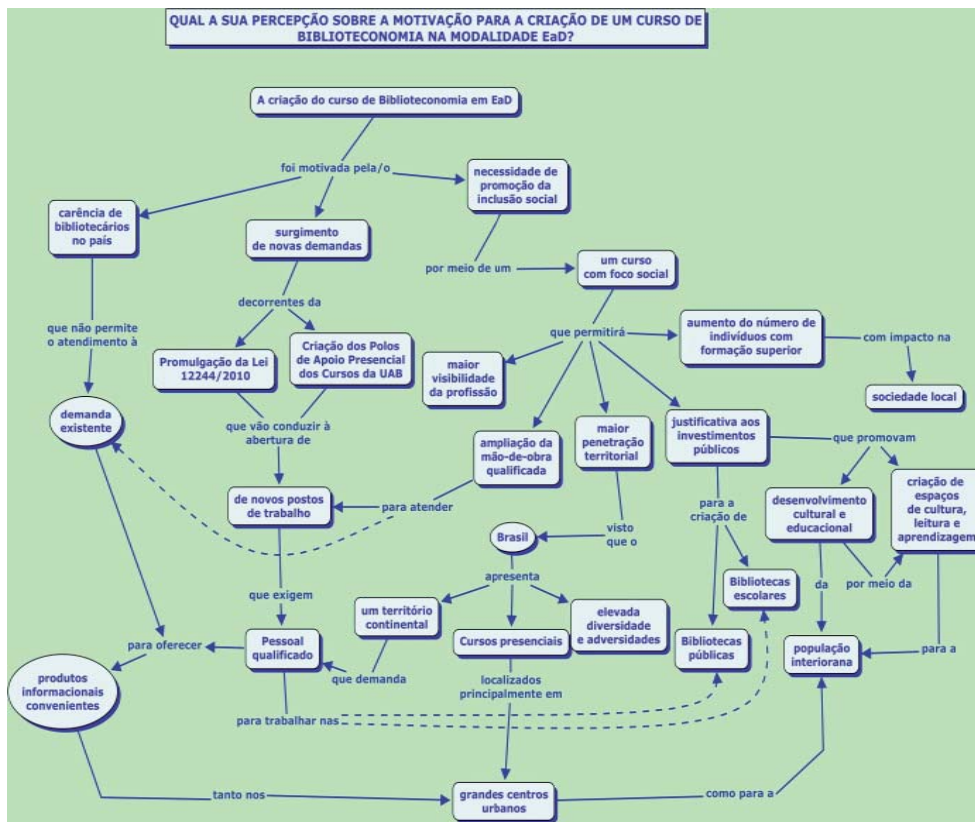 QUAL A SUA PERCEPÇÃO SOBRE A MOTIVAÇÃO PARA A CRIAÇÃO DE UM CURSO DE
BIBLIOTECONOMIA NA MODALIDADE EaD?
A criação do curso de Biblioteconomia em EaD
foi motivada pela/o
necessidade de
promoção da
inclusão social
carência de
bibliotecários
no país
surgimento
de novas demandas
por meio de um
um curso
com foco social
decorrentes da
que não permite
o atendimento à
Promulgação da Lei
12244/2010
Criação dos Polos
de Apoio Presencial
dos Cursos da UAB
que permitirá
aumento do número de
indivíduos com
formação superior
com impacto na
sociedade local
maior
visibilidade
da profissão
demanda
existente
que vão conduzir à
abertura de
ampliação da
mão-de-obra
qualificada
maior
penetração
territorial
justificativa aos
investimentos
públicos
que promovam
de novos postos
de trabalho
para atender
para a
criação de
desenvolvimento
cultural e
educacional
criação de
espaços
de cultura,
leitura e
aprendizagem
Brasil
visto
que o
apresenta
Bibliotecas
escolares
da
por meio da
que exigem
um território
continental
Cursos presenciais
elevada
diversidade
e adversidades
para oferecer
Pessoal
qualificado
Bibliotecas
públicas
população
interiorana
para a
produtos
informacionais
convenientes
que demanda
localizados
principalmente em
para trabalhar nas
tanto nos
grandes centros
urbanos
como para a